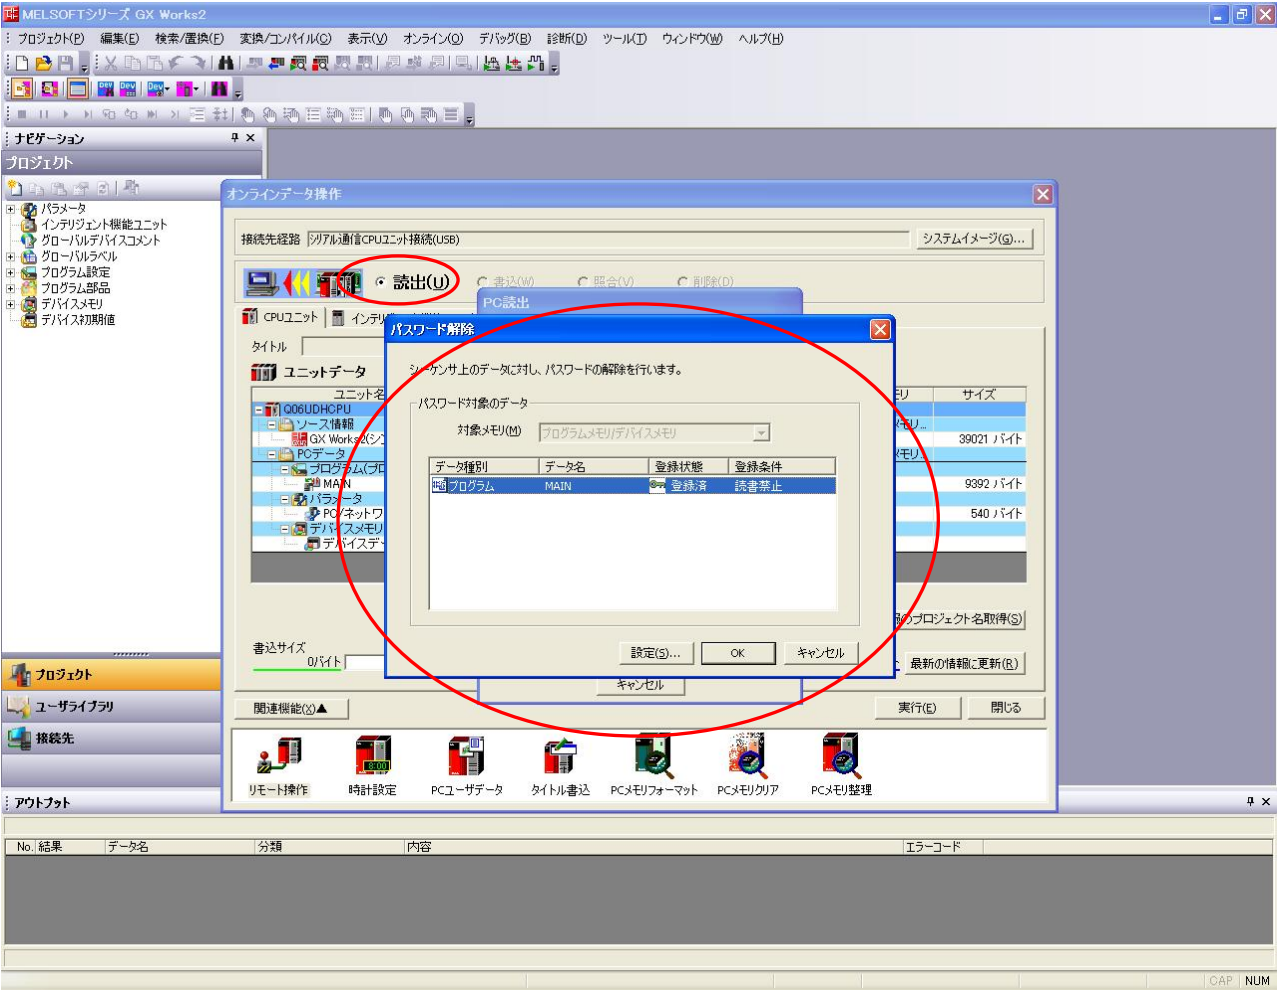 MELSOFTシリーズ GX Works2
プロジェクト(P) 編集(E) 検索/置換(F) 変換/コンパイル(C) 表示(V) オンライン(O) デバッグ(B) 診断(D) ツール(T) ウィンドウ(W) ヘルプ(H)
ナビゲーション
プロジェクト
パラメータ
インテリジェント機能ユニット
グローバルデバイスコメント
グローバルラベル
プログラム設定
プログラム部品
デバイスメモリ
デバイス初期値
オンラインデータ操作
接続先経路 シリアル通信CPUユニット接続(USB) システムイメージ(G)...
読出(U) 書込(W) 照合(V) 削除(D)
PC読出
CPUユニット
タイトル
ユニットデータ
サイズ
Q06UDHCPU
ソース情報
GX Works2(シン
39021 バイト
PCデータ
プログラム(プロ
MAIN
9392 バイト
パラメータ
PC/ネットワ
540 バイト
デバイスメモリ
デバイスデー
パスワード解除
シーケンサ上のデータに対し、パスワードの解除を行います。
パスワード対象のデータ
対象メモリ(M) プログラムメモリ/デバイスメモリ
データ種別 データ名 登録状態 登録条件
プログラム MAIN 登録済 読書禁止
設定(S)... OK キャンセル
のプロジェクト名取得(S)
書込サイズ
0バイト
最新の情報に更新(R)
キャンセル
関連機能(X)▲ 実行(E) 閉じる
リモート操作 時計設定 PCユーザデータ タイトル書込 PCメモリフォーマット PCメモリクリア PCメモリ整理
プロジェクト
ユーザライブラリ
接続先
アウトプット
No. 結果 データ名 分類 内容 エラーコード
CAP NUM